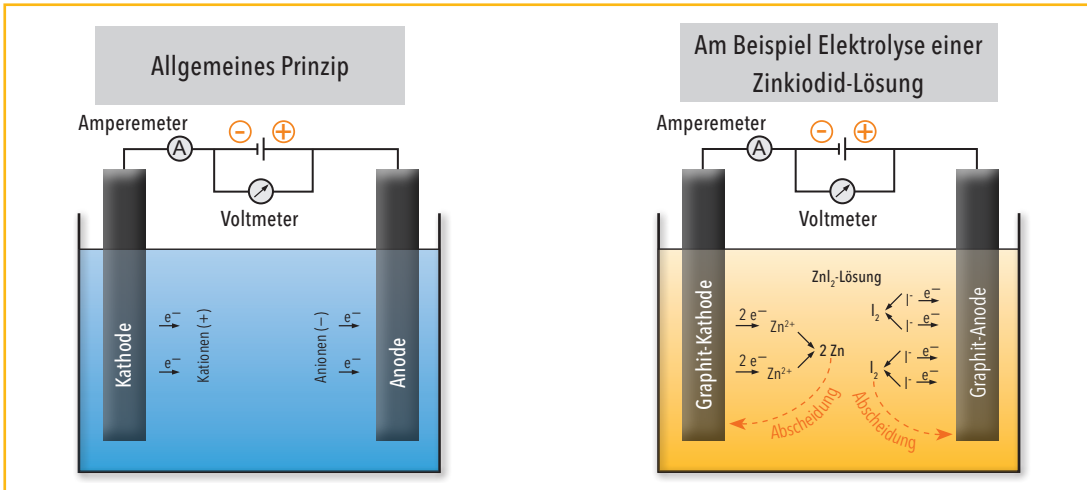 Allgemeines Prinzip
Amperemeter
−
+
A
Voltmeter
Kathode
e⁻
e⁻
Kationen (+)
Anionen (−)
e⁻
e⁻
Anode
Am Beispiel Elektrolyse einer
Zinkiodid-Lösung
Amperemeter
−
+
A
Voltmeter
Graphit-Kathode
ZnI₂-Lösung
2 e⁻
Zn²⁺
2 e⁻
Zn²⁺
2 Zn
Abscheidung
I₂
I⁻ e⁻
I⁻ e⁻
I₂
I⁻ e⁻
I⁻ e⁻
Abscheidung
Graphit-Anode